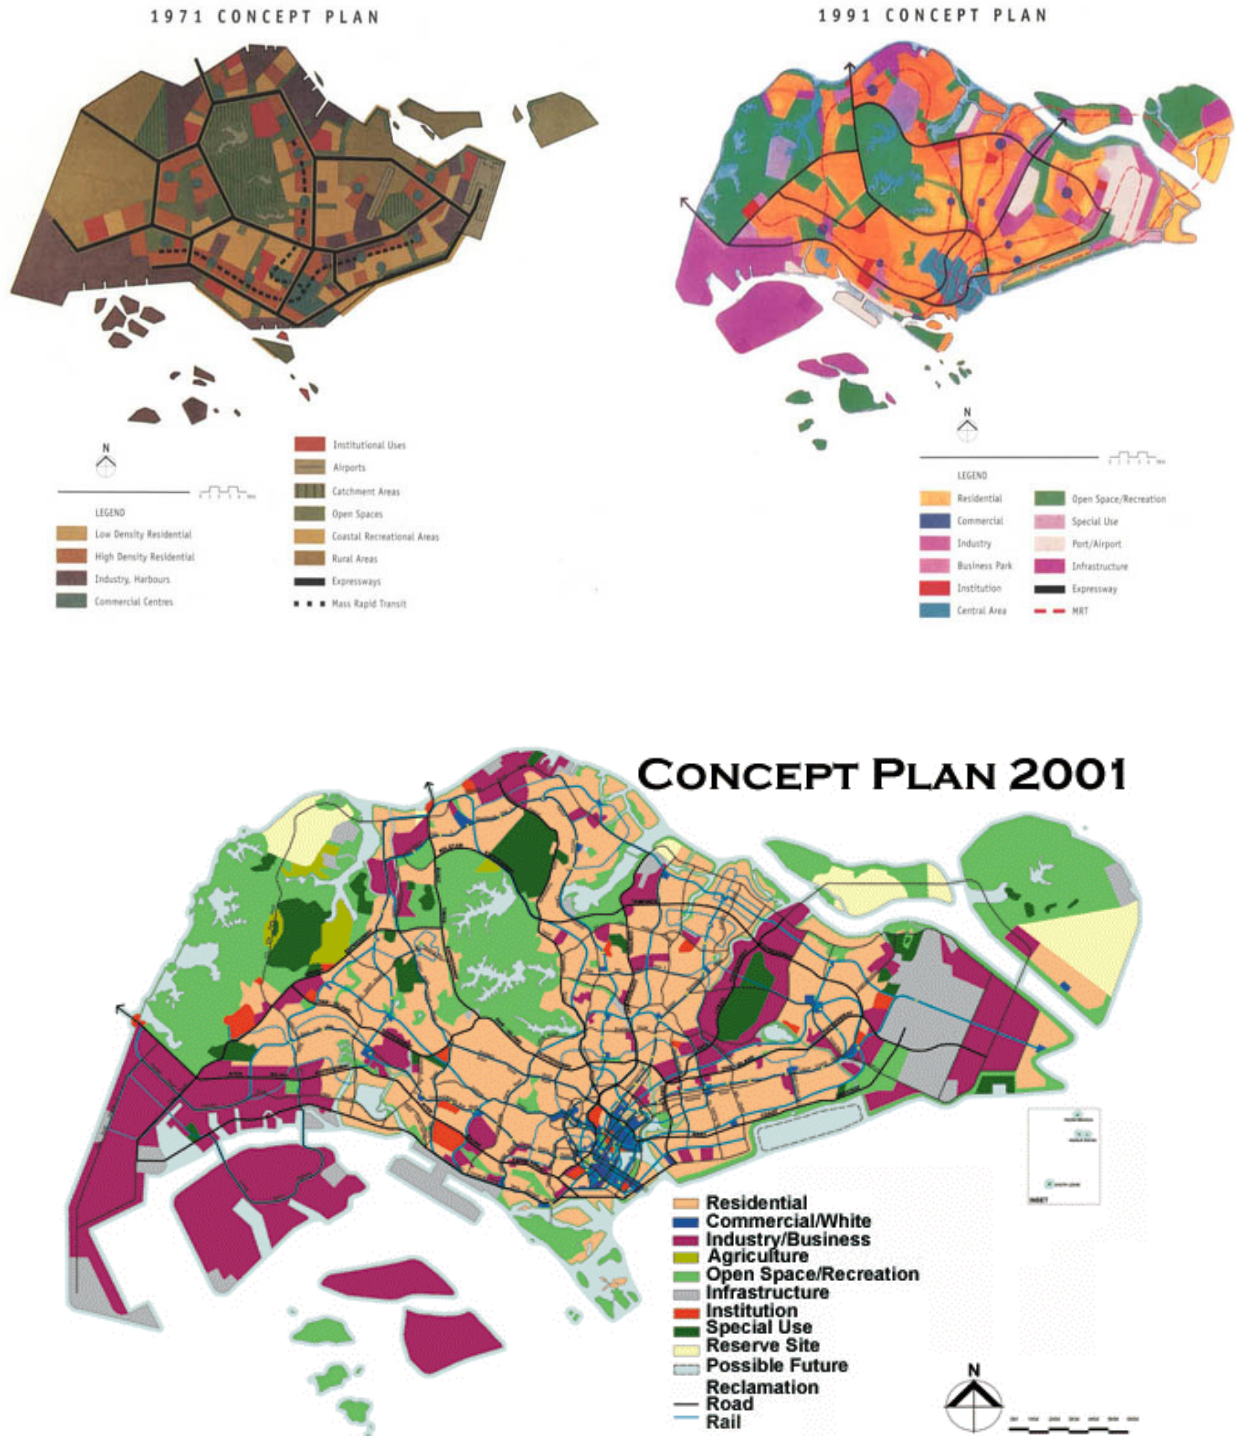 1971 CONCEPT PLAN
N
LEGEND
Low Density Residential
High Density Residential
Industry, Harbours
Commercial Centres
Institutional Uses
Airports
Catchment Areas
Open Spaces
Coastal Recreational Areas
Rural Areas
Expressways
Mass Rapid Transit
1991 CONCEPT PLAN
N
LEGEND
Residential
Commercial
Industry
Business Park
Institution
Central Area
Open Space/Recreation
Special Use
Port/Airport
Infrastructure
Expressway
MRT
CONCEPT PLAN 2001
INSET
Residential
Commercial/White
Industry/Business
Agriculture
Open Space/Recreation
Infrastructure
Institution
Special Use
Reserve Site
Possible Future
Reclamation
Road
Rail
N